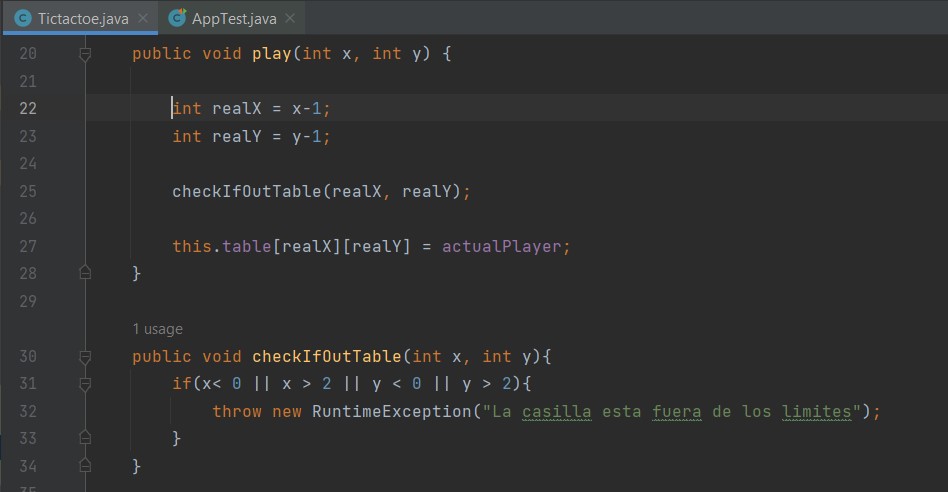 Tictactoe.java AppTest.java
20 public void play(int x, int y) {
21
22 int realX = x-1;
23 int realY = y-1;
24
25 checkIfOutTable(realX, realY);
26
27 this.table[realX][realY] = actualPlayer;
28 }
29
1 usage
30 public void checkIfOutTable(int x, int y){
31 if(x< 0 || x > 2 || y < 0 || y > 2){
32 throw new RuntimeException("La casilla esta fuera de los limites");
33 }
34 }